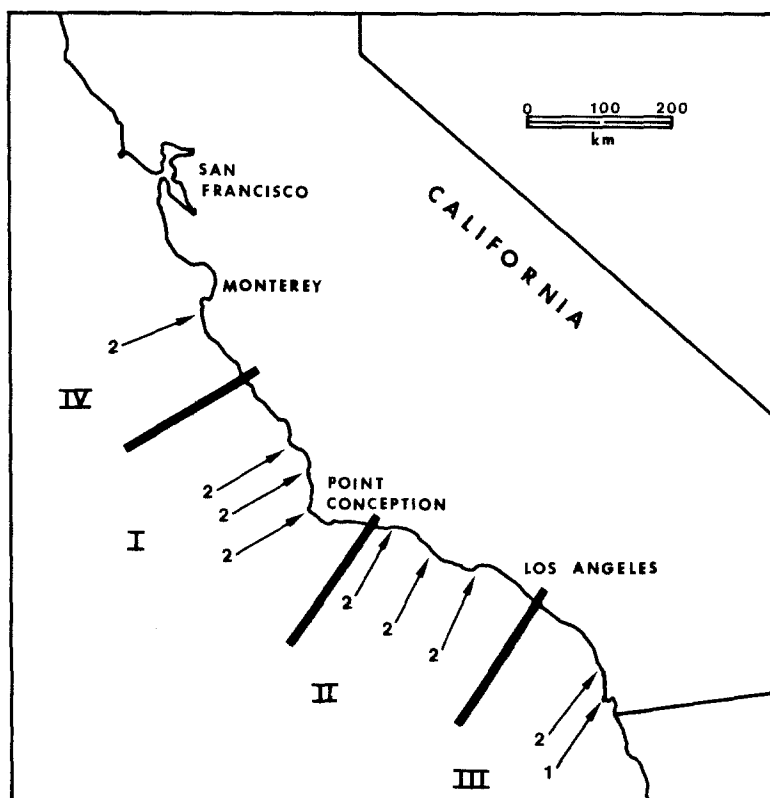 0 100 200
km
SAN
FRANCISCO
CALIFORNIA
MONTEREY
2
IV
POINT
CONCEPTION
2
2
2
I
LOS ANGELES
2
2
2
II
2
1
III